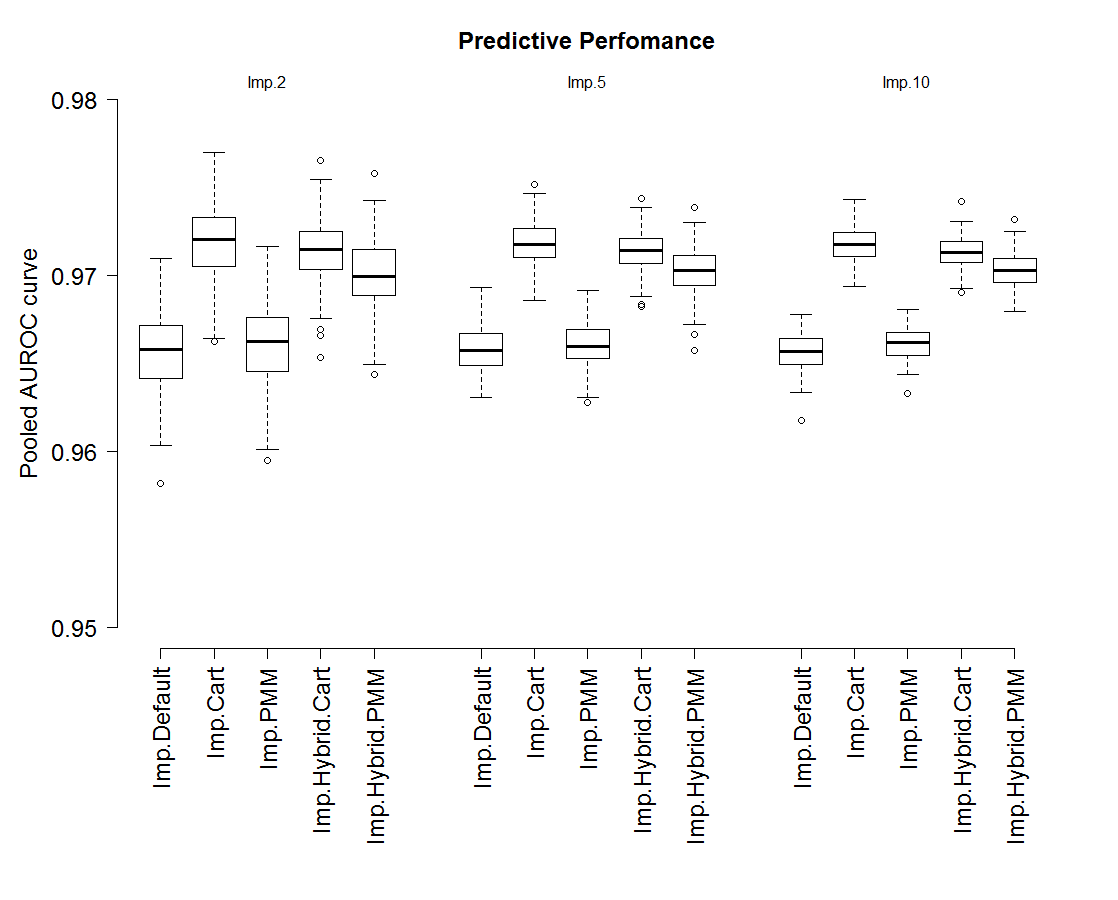 Predictive Perfomance
Imp.2
Imp.5
Imp.10
0.98
0.97
0.96
0.95
Pooled AUROC curve
Imp.Default
Imp.Cart
Imp.PMM
Imp.Hybrid.Cart
Imp.Hybrid.PMM
Imp.Default
Imp.Cart
Imp.PMM
Imp.Hybrid.Cart
Imp.Hybrid.PMM
Imp.Default
Imp.Cart
Imp.PMM
Imp.Hybrid.Cart
Imp.Hybrid.PMM